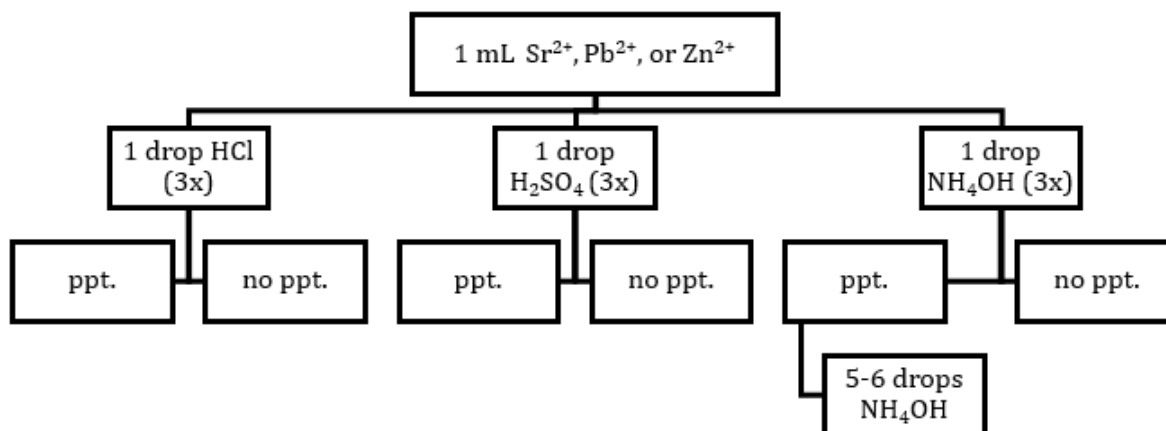 1 mL Sr²⁺, Pb²⁺, or Zn²⁺
1 drop HCl
(3x)
1 drop
H₂SO₄ (3x)
1 drop
NH₄OH (3x)
ppt.
no ppt.
ppt.
no ppt.
ppt.
no ppt.
5-6 drops
NH₄OH